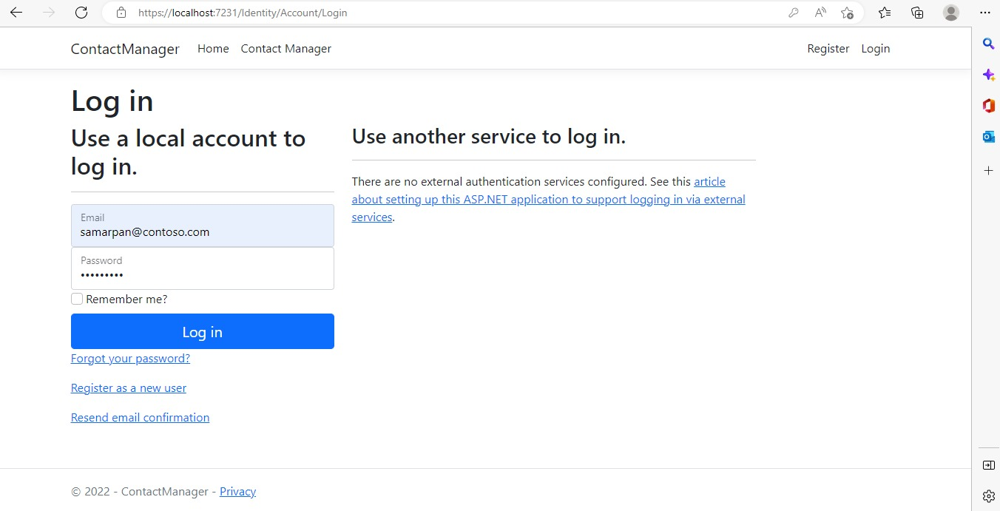 https://localhost:7231/Identity/Account/Login
ContactManager Home Contact Manager Register Login
Log in
Use a local account to
log in.
Email
samarpan@contoso.com
Password
•••••••••
Remember me?
Log in
Forgot your password?
Register as a new user
Resend email confirmation
Use another service to log in.
There are no external authentication services configured. See this article
about setting up this ASP.NET application to support logging in via external
services.
© 2022 - ContactManager - Privacy